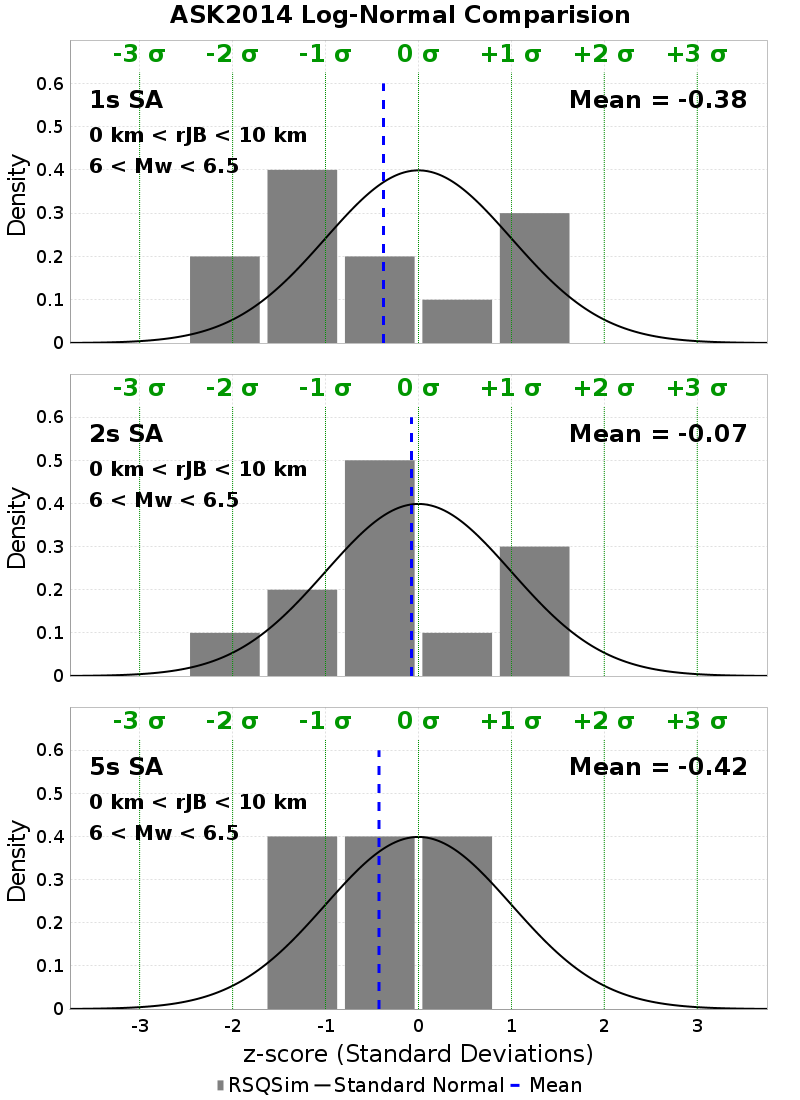 ASK2014 Log-Normal Comparision
-3 σ -2 σ -1 σ 0 σ +1 σ +2 σ +3 σ
0.6
1s SA Mean = -0.38
0.5
0 km < rJB < 10 km
6 < Mw < 6.5
0.4
0.3
0.2
0.1
0
Density
-3 σ -2 σ -1 σ 0 σ +1 σ +2 σ +3 σ
0.6
2s SA Mean = -0.07
0 km < rJB < 10 km
0.5
6 < Mw < 6.5
0.4
0.3
0.2
0.1
0
Density
-3 σ -2 σ -1 σ 0 σ +1 σ +2 σ +3 σ
0.6
5s SA Mean = -0.42
0.5
0 km < rJB < 10 km
6 < Mw < 6.5
0.4
0.3
0.2
0.1
0
Density
-3 -2 -1 0 1 2 3
z-score (Standard Deviations)
RSQSim Standard Normal Mean